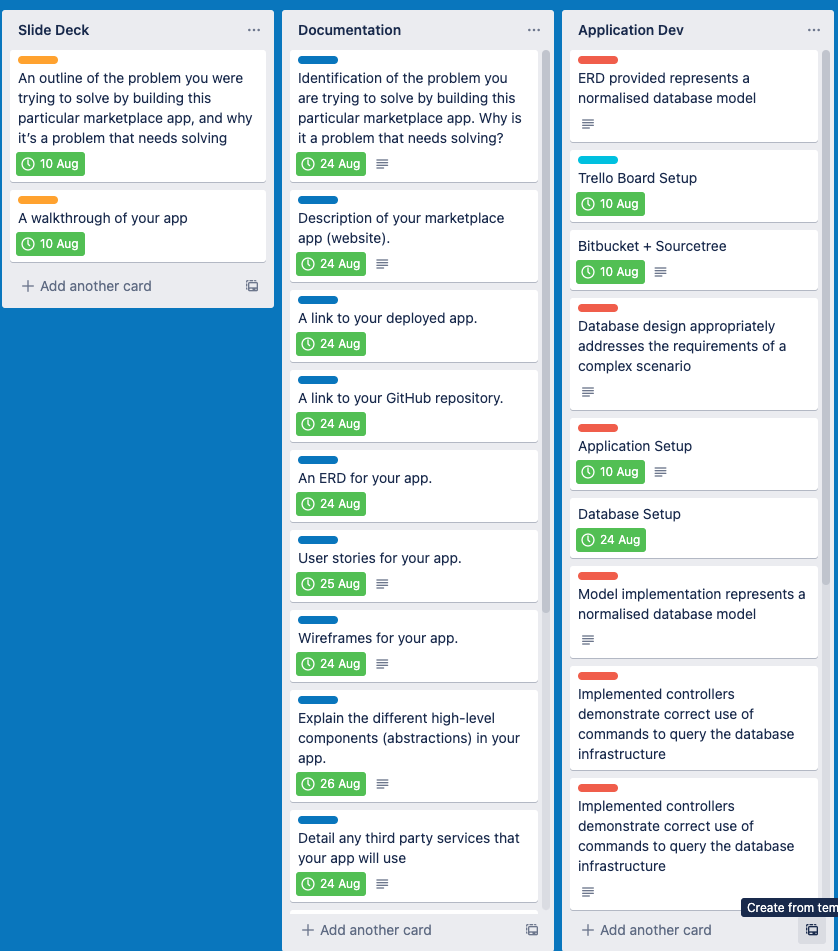 Slide Deck
An outline of the problem you were
trying to solve by building this
particular marketplace app, and why
it's a problem that needs solving
10 Aug
A walkthrough of your app
10 Aug
Add another card
Documentation
Identification of the problem you
are trying to solve by building this
particular marketplace app. Why is
it a problem that needs solving?
24 Aug
Description of your marketplace
app (website).
24 Aug
A link to your deployed app.
24 Aug
A link to your GitHub repository.
24 Aug
An ERD for your app.
24 Aug
User stories for your app.
25 Aug
Wireframes for your app.
24 Aug
Explain the different high-level
components (abstractions) in your
app.
26 Aug
Detail any third party services that
your app will use
24 Aug
Add another card
Application Dev
ERD provided represents a
normalised database model
Trello Board Setup
10 Aug
Bitbucket + Sourcetree
10 Aug
Database design appropriately
addresses the requirements of a
complex scenario
Application Setup
10 Aug
Database Setup
24 Aug
Model implementation represents a
normalised database model
Implemented controllers
demonstrate correct use of
commands to query the database
infrastructure
Implemented controllers
demonstrate correct use of
commands to query the database
infrastructure
Create from tem
Add another card